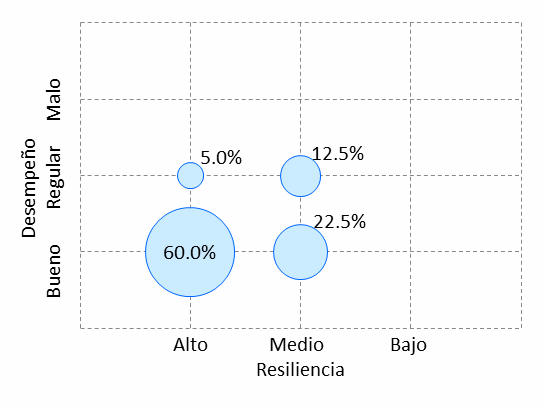 Desempeño
Malo
Regular
Bueno
5.0%
12.5%
60.0%
22.5%
Alto
Medio
Bajo
Resiliencia